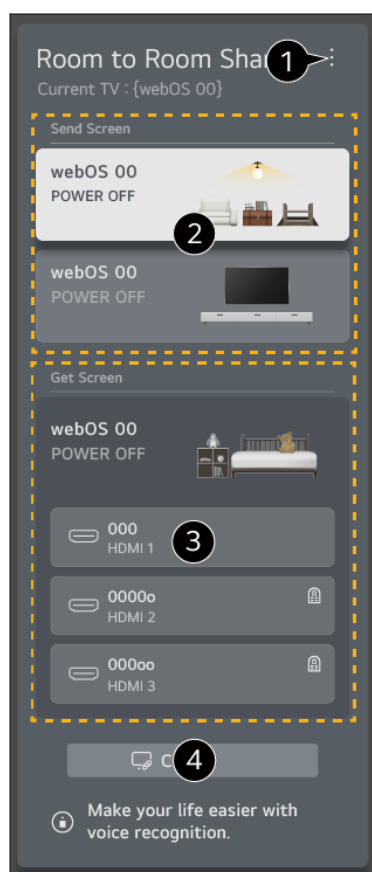 Room to Room
1
Current TV : {webOS 00}
Send Screen
webOS 00
POWER OFF
2
webOS 00
POWER OFF
Get Screen
webOS 00
POWER OFF
000
HDMI 1
3
0000o
HDMI 2
000oo
HDMI 3
4
Make your life easier with
voice recognition.